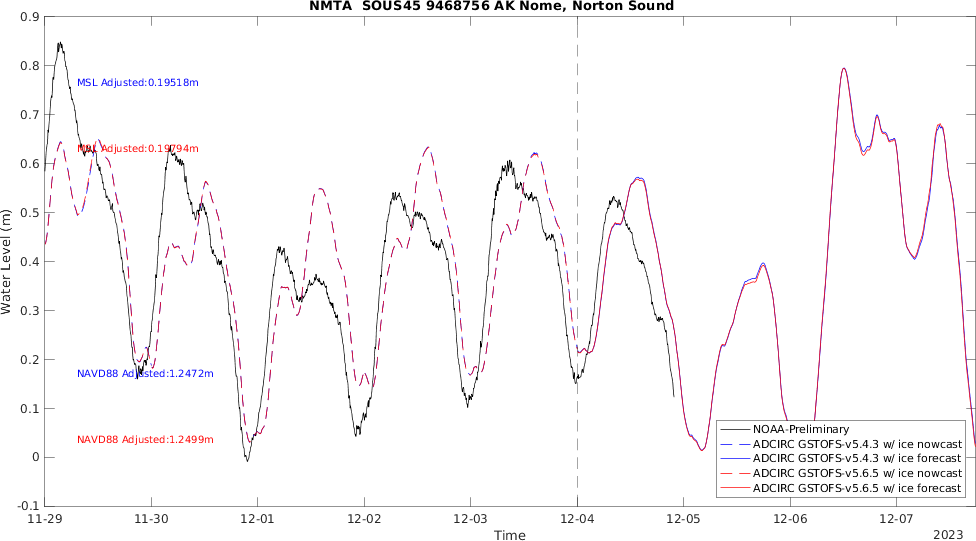 NMTA SOUS45 9468756 AK Nome, Norton Sound
0.9
0.8
0.7
0.6
0.5
0.4
0.3
0.2
0.1
0
-0.1
Water Level (m)
MSL Adjusted:0.19518m
MSL Adjusted:0.19794m
NAVD88 Adjusted:1.2472m
NAVD88 Adjusted:1.2499m
NOAA-Preliminary
ADCIRC GSTOFS-v5.4.3 w/ ice nowcast
ADCIRC GSTOFS-v5.4.3 w/ ice forecast
ADCIRC GSTOFS-v5.6.5 w/ ice nowcast
ADCIRC GSTOFS-v5.6.5 w/ ice forecast
11-29 11-30 12-01 12-02 12-03 12-04 12-05 12-06 12-07
Time
2023